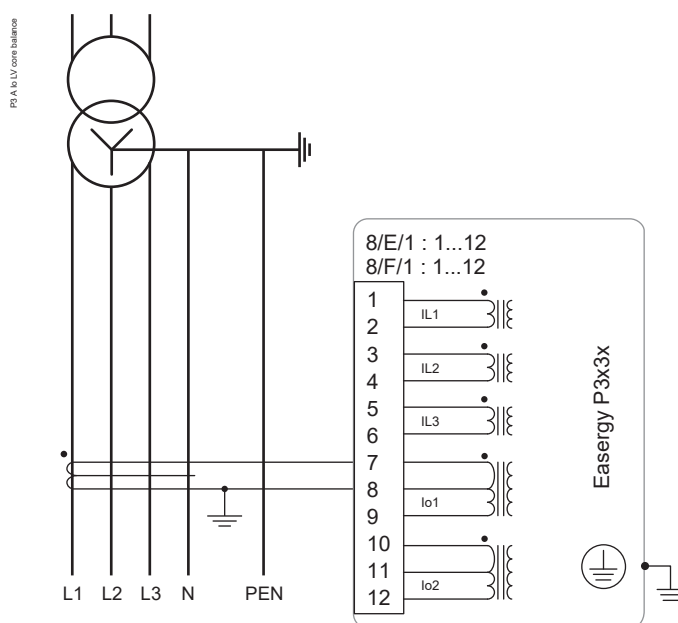 P3 A Io LV core balance
8/E/1 : 1...12
8/F/1 : 1...12
1
2
3
4
5
6
7
8
9
10
11
12
IL1
IL2
IL3
Io1
Io2
Easergy P3x3x
L1 L2 L3 N PEN